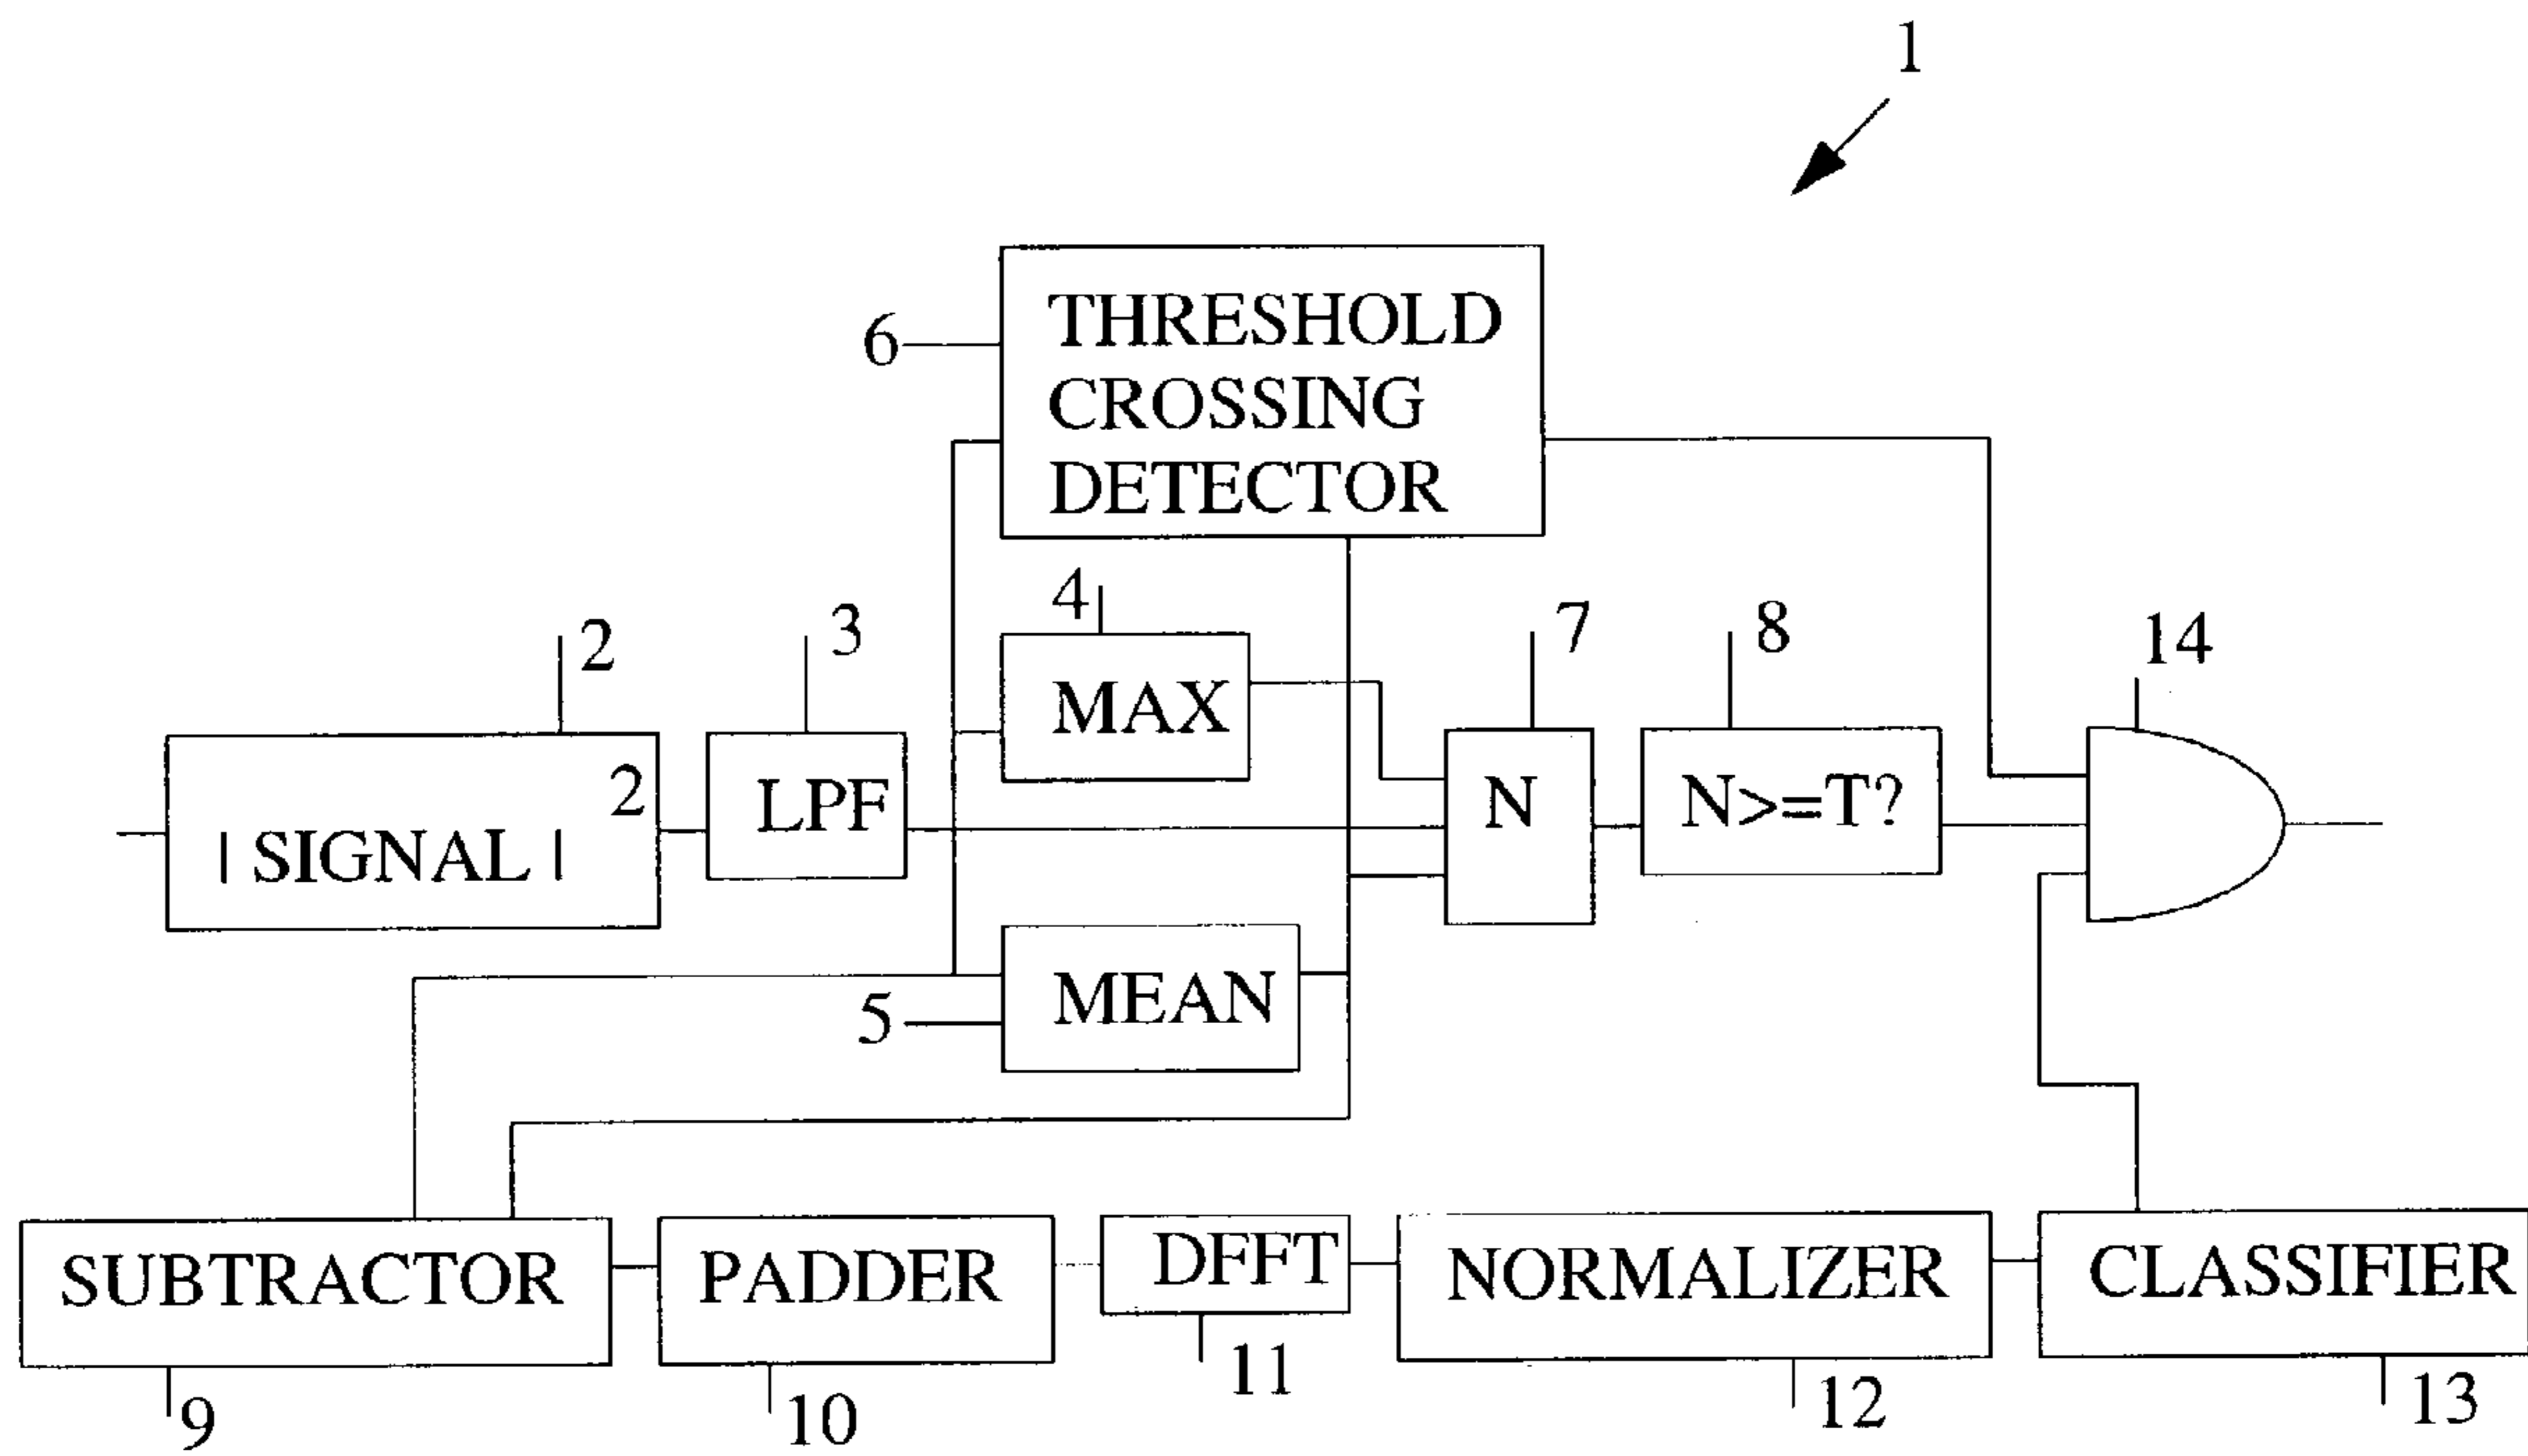 1
6
THRESHOLD
CROSSING
DETECTOR
4
MAX
2
3
7
8
14
| SIGNAL |
2
LPF
N
N>=T?
5
MEAN
SUBTRACTOR
PADDER
DFFT
NORMALIZER
CLASSIFIER
9
10
11
12
13